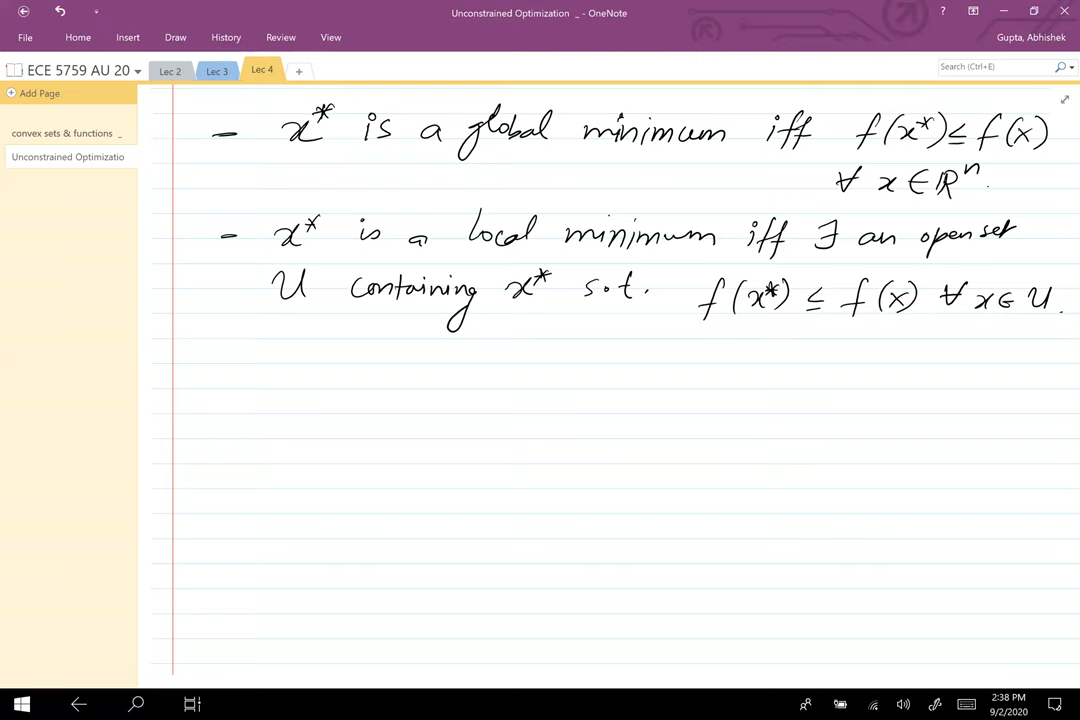 Unconstrained Optimization _ - OneNote
?
File Home Insert Draw History Review View
Gupta, Abhishek
ECE 5759 AU 20
Lec 2 Lec 3 Lec 4 +
Search (Ctrl+E)
Add Page
convex sets & functions _
Unconstrained Optimizatio
- x* is a global minimum iff f(x*) ≤ f(x)
∀ x ∈ ℝⁿ.
- x* is a local minimum iff ∃ an open set
U containing x* s.t. f(x*) ≤ f(x) ∀ x ∈ U.
2:38 PM
9/2/2020